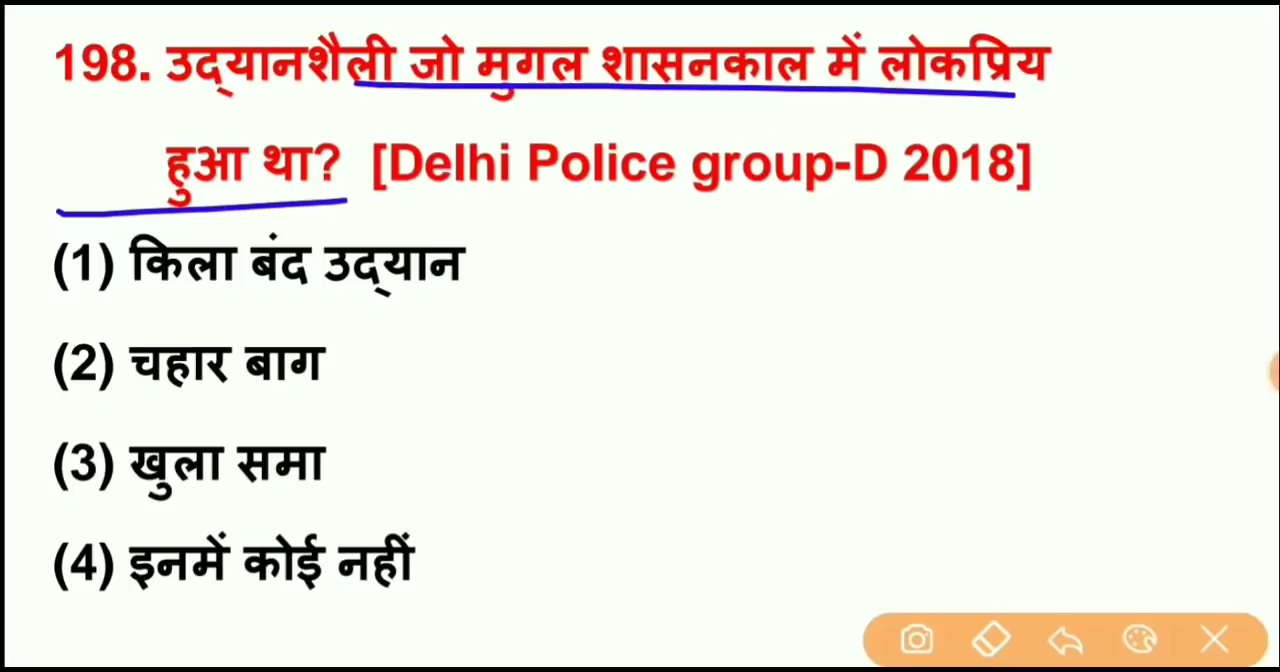 198. उद्यानशैली जो मुगल शासनकाल में लोकप्रिय
हुआ था? [Delhi Police group-D 2018]
(1) किला बंद उद्यान
(2) चहार बाग
(3) खुला समा
(4) इनमें कोई नहीं